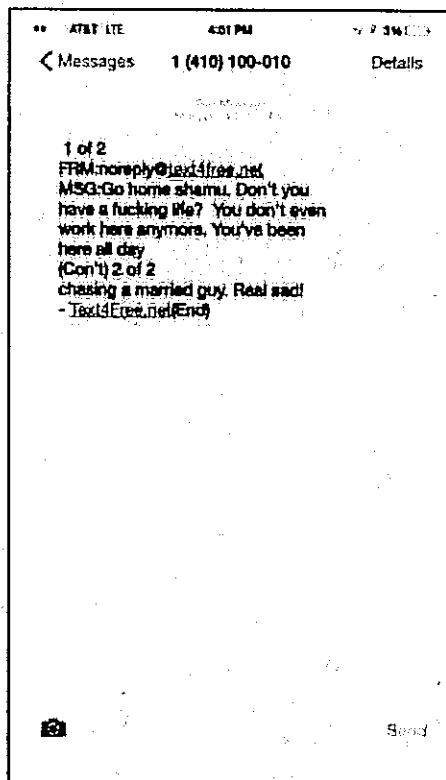 AT&T LTE 4:01 PM 3%
Messages 1 (410) 100-010 Details
1 of 2
FRM:noreply@text4free.net
MSG:Go home shamu. Don't you
have a fucking life? You don't even
work here anymore. You've been
here all day
(Con't) 2 of 2
chasing a married guy. Real sad!
- Text4Free.net(End)
Send